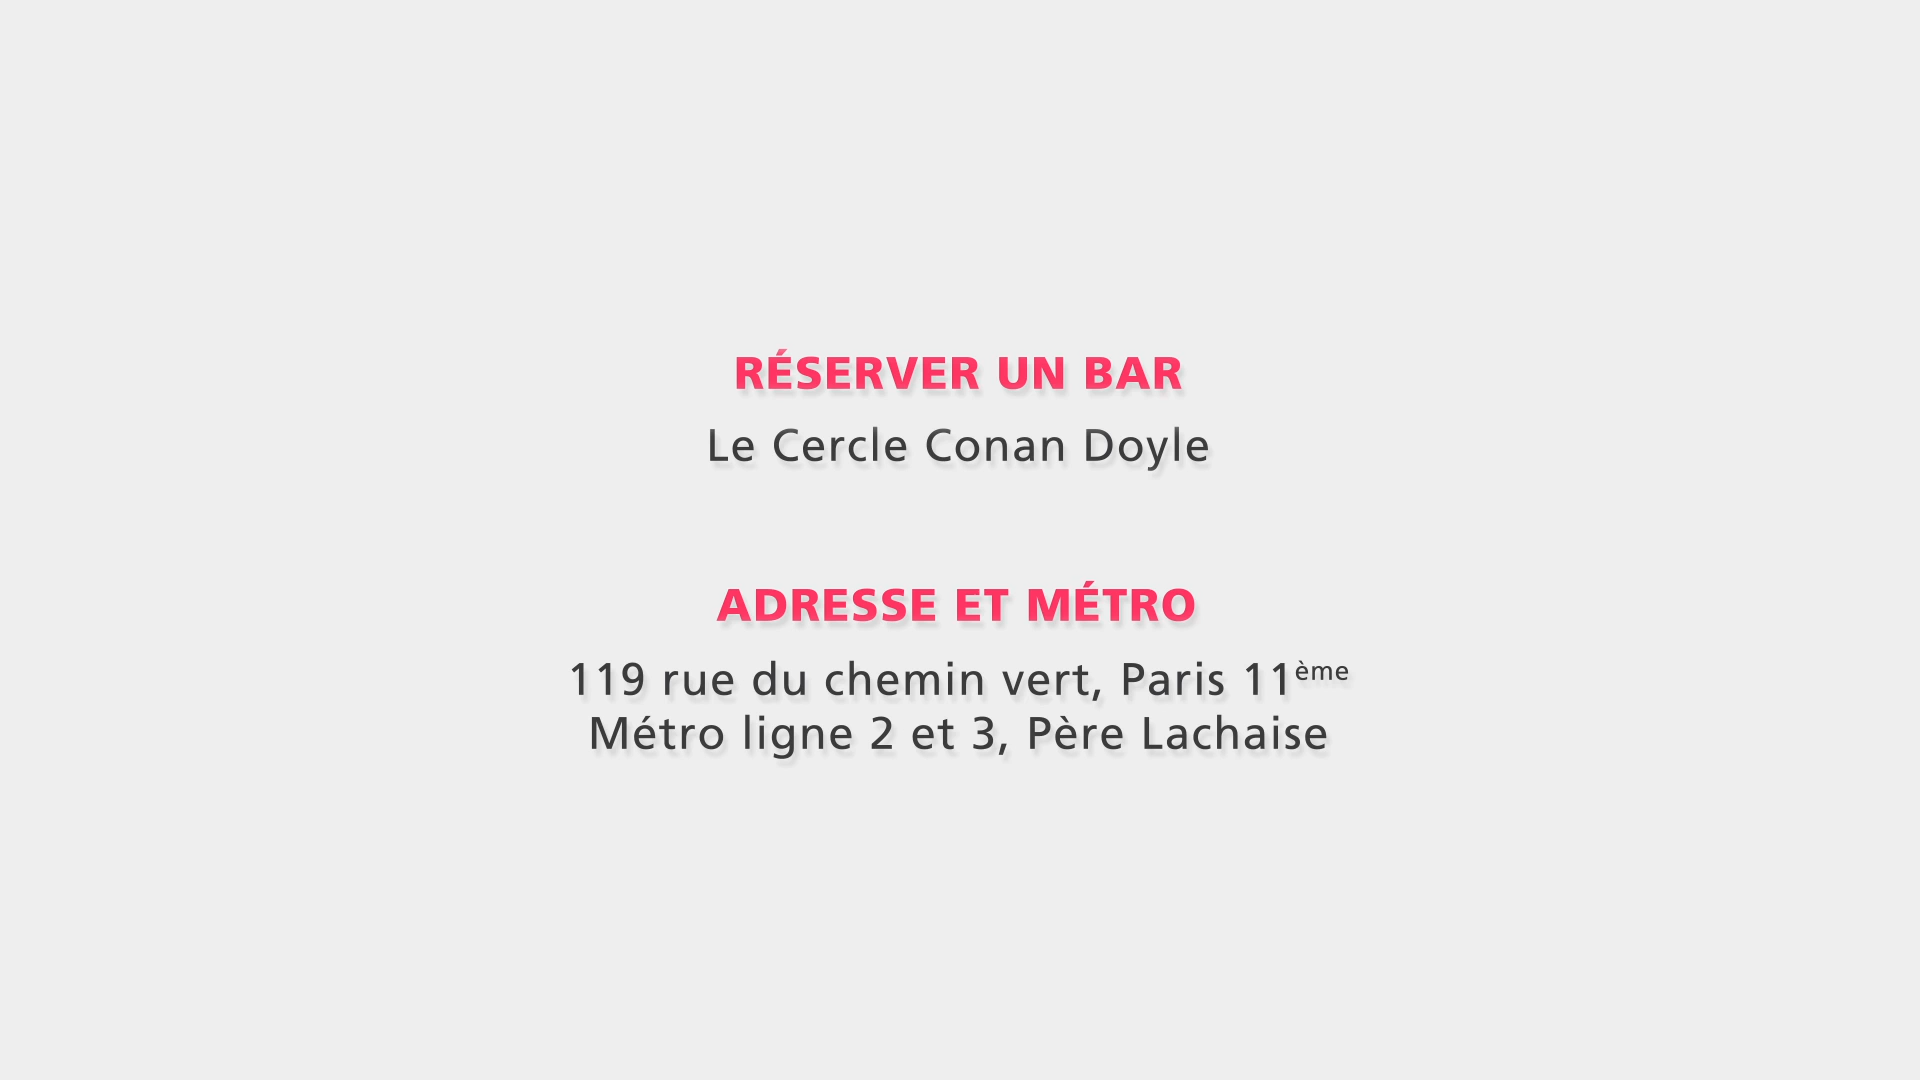 RÉSERVER UN BAR
Le Cercle Conan Doyle
ADRESSE ET MÉTRO
119 rue du chemin vert, Paris 11ème
Métro ligne 2 et 3, Père Lachaise